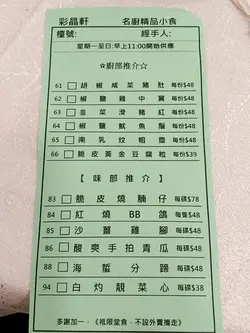 彩晶軒 名廚精品小食
檯號: 經手人:
星期一至日:早上11:00開始供應
☆廚部推介☆
61 □ 胡椒咸菜豬肚 每份$48
62 □ 椒鹽雞中翼 每份$48
63 □ 韭菜滑豬紅 每份$48
64 □ 椒鹽魷魚鬚 每份$48
65 □ 南乳炆粗齋 每份$48
66 □ 脆皮黃金豆腐粒 每份$39
【味部推介】
83 □ 脆皮燒腩仔 每碟$78
84 □ 紅燒BB鴿 每隻$48
85 □ 沙薑雞腳 每碟$48
86 □ 酸爽手拍青瓜 每碟$48
88 □ 海蜇分蹄 每碟$48
94 □ 白灼靚菜心 每碟$38
多謝加一、《祗限堂食、不設外賣攜走》